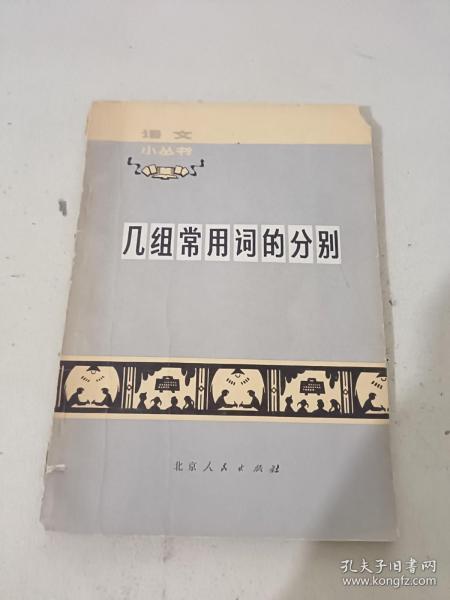 语文
小丛书
几组常用词的分别
北京人民出版社
孔夫子旧书网
www.kongfz.com